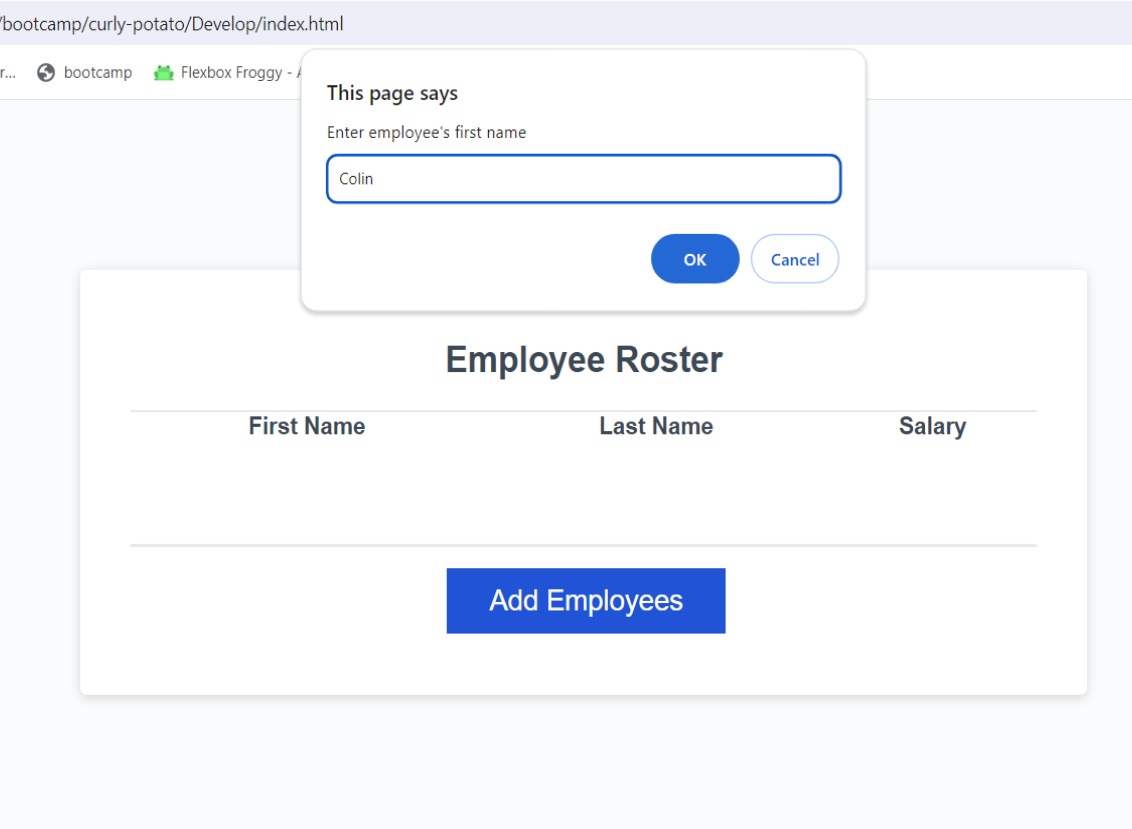 /bootcamp/curly-potato/Develop/index.html
r... bootcamp Flexbox Froggy -
This page says
Enter employee's first name
Colin
OK Cancel
Employee Roster
First Name Last Name Salary
Add Employees